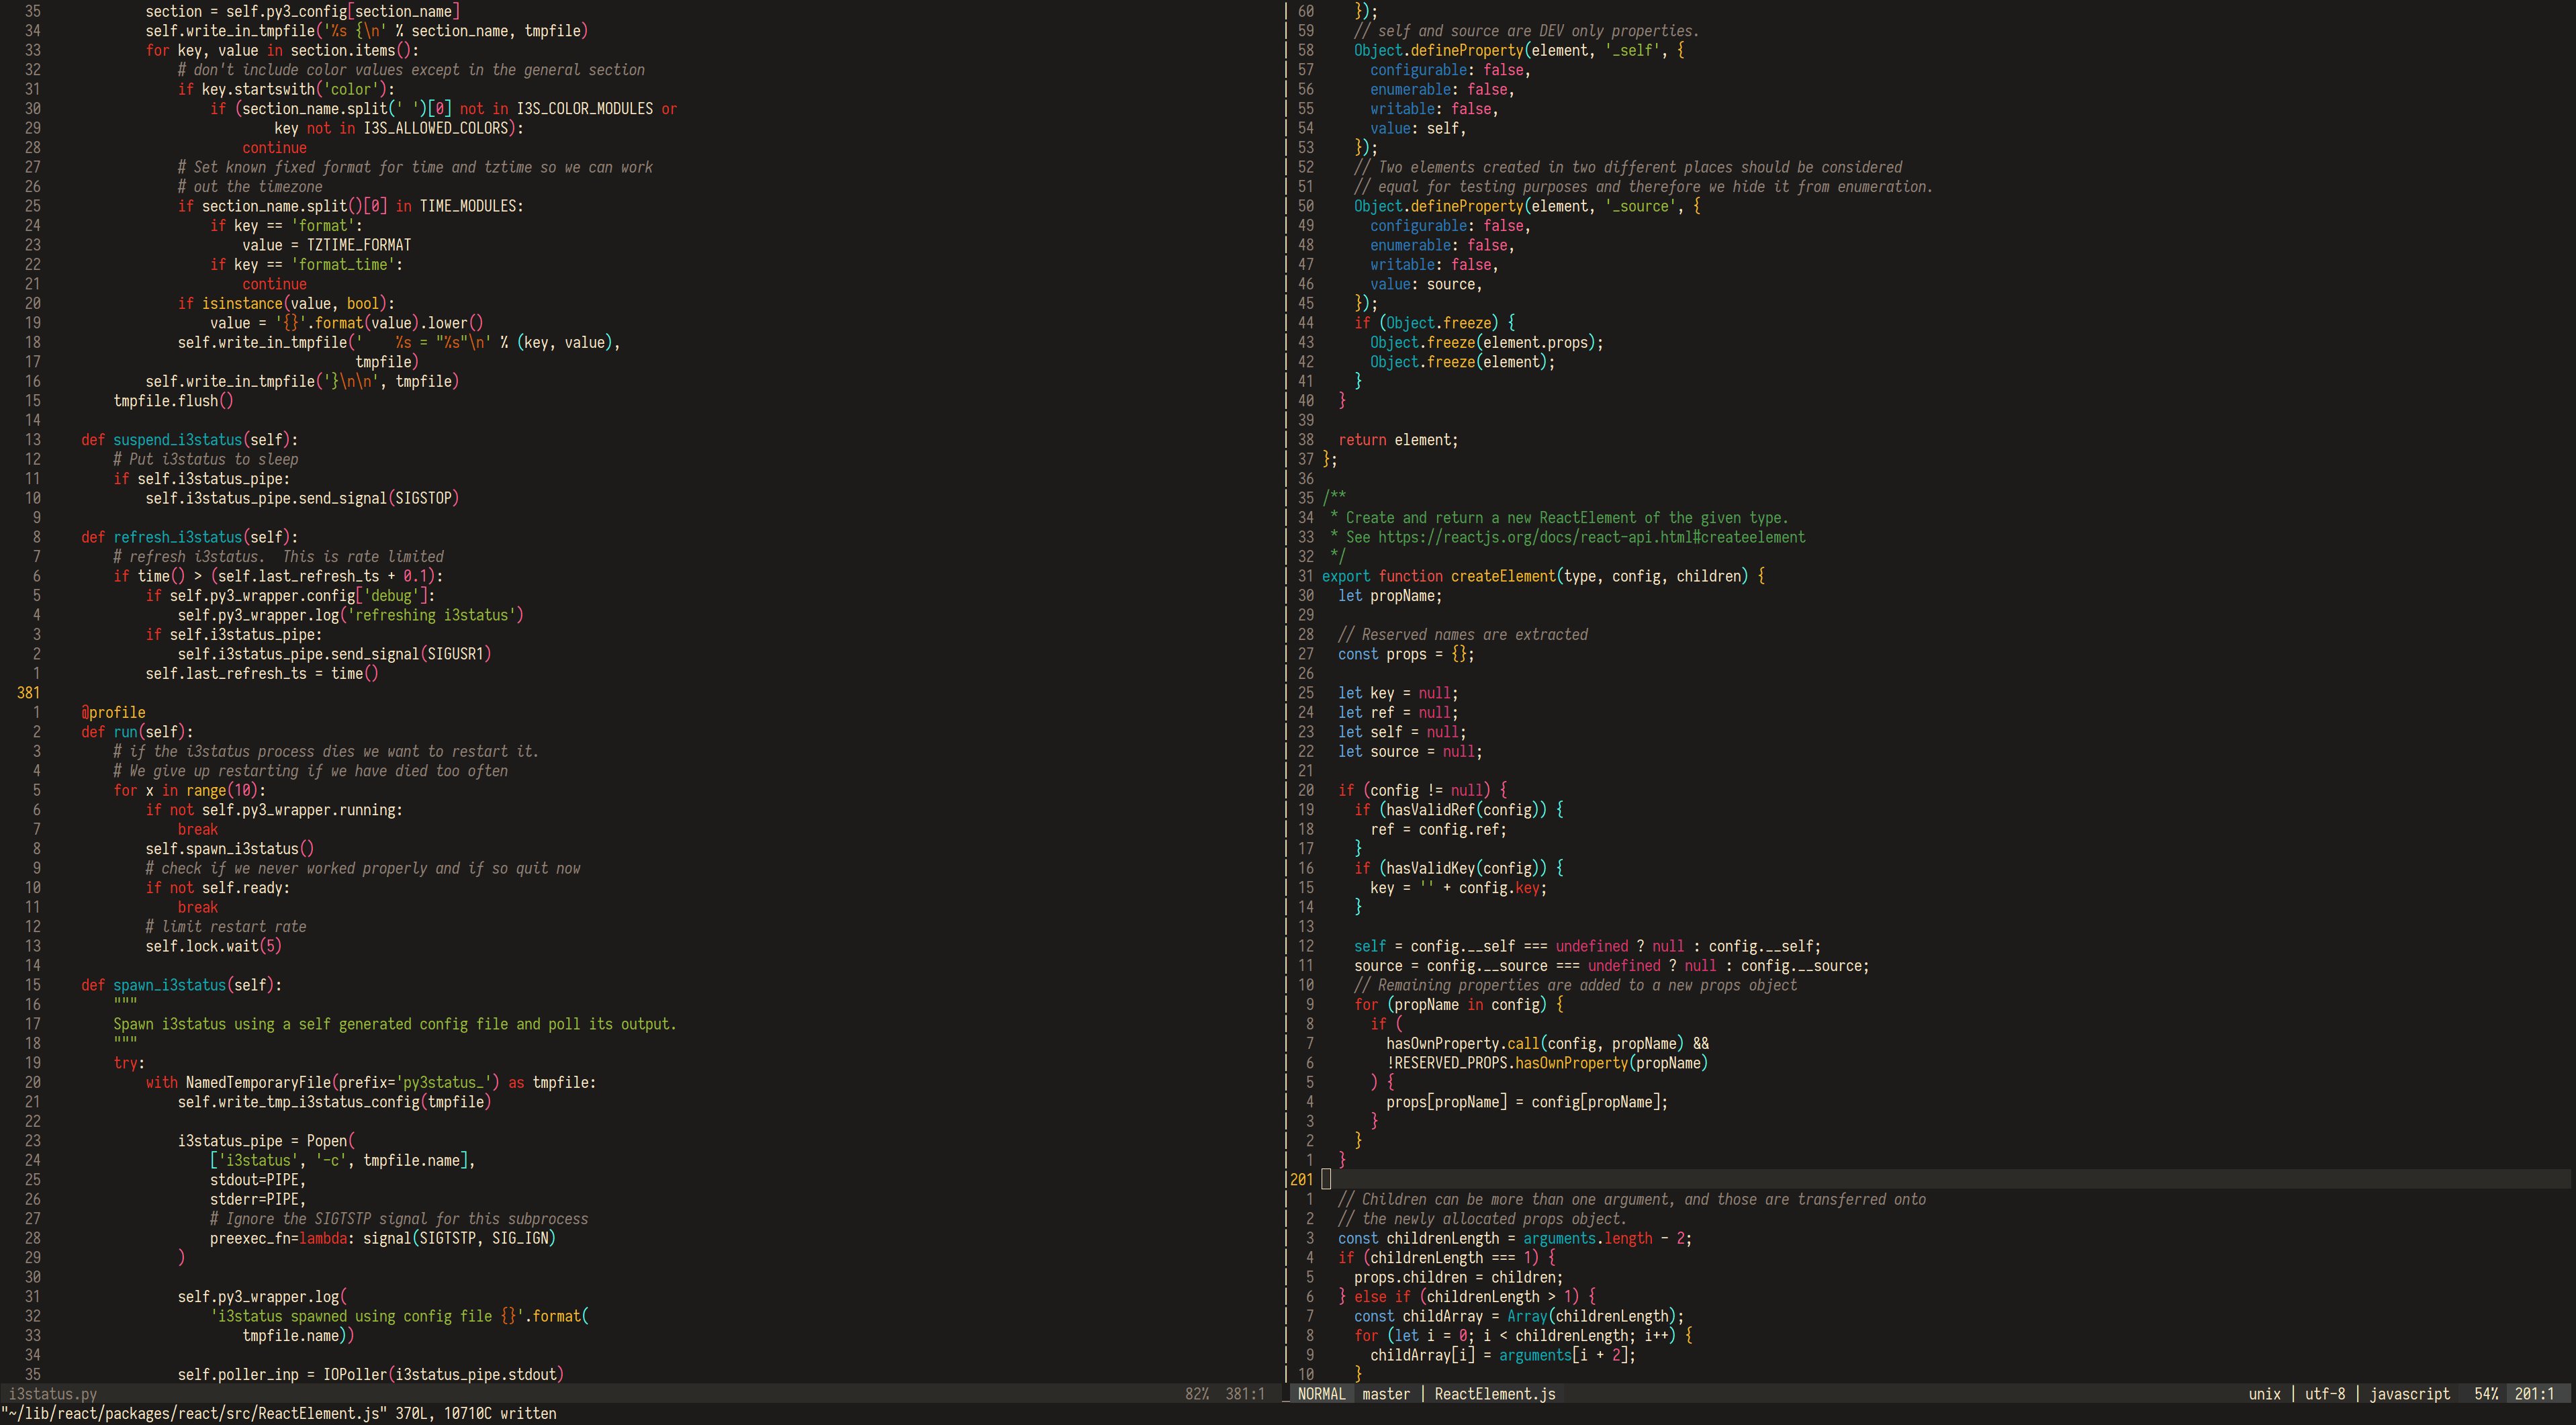 35             section = self.py3_config[section_name]
34             self.write_in_tmpfile('%s {\n' % section_name, tmpfile)
33             for key, value in section.items():
32                 # don't include color values except in the general section
31                 if key.startswith('color'):
30                     if (section_name.split(' ')[0] not in I3S_COLOR_MODULES or
29                             key not in I3S_ALLOWED_COLORS):
28                         continue
27                 # Set known fixed format for time and tztime so we can work
26                 # out the timezone
25                 if section_name.split()[0] in TIME_MODULES:
24                     if key == 'format':
23                         value = TZTIME_FORMAT
22                     if key == 'format_time':
21                         continue
20                 if isinstance(value, bool):
19                     value = '{}'.format(value).lower()
18                 self.write_in_tmpfile('    %s = "%s"\n' % (key, value),
17                                       tmpfile)
16             self.write_in_tmpfile('}\n\n', tmpfile)
15         tmpfile.flush()
14
13     def suspend_i3status(self):
12         # Put i3status to sleep
11         if self.i3status_pipe:
10             self.i3status_pipe.send_signal(SIGSTOP)
9
8     def refresh_i3status(self):
7         # refresh i3status.  This is rate limited
6         if time() > (self.last_refresh_ts + 0.1):
5             if self.py3_wrapper.config['debug']:
4                 self.py3_wrapper.log('refreshing i3status')
3             if self.i3status_pipe:
2                 self.i3status_pipe.send_signal(SIGUSR1)
1             self.last_refresh_ts = time()
381
1     @profile
2     def run(self):
3         # if the i3status process dies we want to restart it.
4         # We give up restarting if we have died too often
5         for x in range(10):
6             if not self.py3_wrapper.running:
7                 break
8             self.spawn_i3status()
9             # check if we never worked properly and if so quit now
10             if not self.ready:
11                 break
12             # limit restart rate
13             self.lock.wait(5)
14
15     def spawn_i3status(self):
16         """
17         Spawn i3status using a self generated config file and poll its output.
18         """
19         try:
20             with NamedTemporaryFile(prefix='py3status_') as tmpfile:
21                 self.write_tmp_i3status_config(tmpfile)
22
23                 i3status_pipe = Popen(
24                     ['i3status', '-c', tmpfile.name],
25                     stdout=PIPE,
26                     stderr=PIPE,
27                     # Ignore the SIGTSTP signal for this subprocess
28                     preexec_fn=lambda: signal(SIGTSTP, SIG_IGN)
29                 )
30
31                 self.py3_wrapper.log(
32                     'i3status spawned using config file {}'.format(
33                         tmpfile.name))
34
35                 self.poller_inp = IOPoller(i3status_pipe.stdout)
i3status.py 82% 381:1
60     });
59     // self and source are DEV only properties.
58     Object.defineProperty(element, '_self', {
57       configurable: false,
56       enumerable: false,
55       writable: false,
54       value: self,
53     });
52     // Two elements created in two different places should be considered
51     // equal for testing purposes and therefore we hide it from enumeration.
50     Object.defineProperty(element, '_source', {
49       configurable: false,
48       enumerable: false,
47       writable: false,
46       value: source,
45     });
44     if (Object.freeze) {
43       Object.freeze(element.props);
42       Object.freeze(element);
41     }
40   }
39
38   return element;
37 };
36
35 /**
34  * Create and return a new ReactElement of the given type.
33  * See https://reactjs.org/docs/react-api.html#createelement
32  */
31 export function createElement(type, config, children) {
30   let propName;
29
28   // Reserved names are extracted
27   const props = {};
26
25   let key = null;
24   let ref = null;
23   let self = null;
22   let source = null;
21
20   if (config != null) {
19     if (hasValidRef(config)) {
18       ref = config.ref;
17     }
16     if (hasValidKey(config)) {
15       key = '' + config.key;
14     }
13
12     self = config.__self === undefined ? null : config.__self;
11     source = config.__source === undefined ? null : config.__source;
10     // Remaining properties are added to a new props object
9     for (propName in config) {
8       if (
7         hasOwnProperty.call(config, propName) &&
6         !RESERVED_PROPS.hasOwnProperty(propName)
5       ) {
4         props[propName] = config[propName];
3       }
2     }
1   }
201
1   // Children can be more than one argument, and those are transferred onto
2   // the newly allocated props object.
3   const childrenLength = arguments.length - 2;
4   if (childrenLength === 1) {
5     props.children = children;
6   } else if (childrenLength > 1) {
7     const childArray = Array(childrenLength);
8     for (let i = 0; i < childrenLength; i++) {
9       childArray[i] = arguments[i + 2];
10     }
NORMAL master | ReactElement.js unix | utf-8 | javascript 54% 201:1
"~/lib/react/packages/react/src/ReactElement.js" 370L, 10710C written